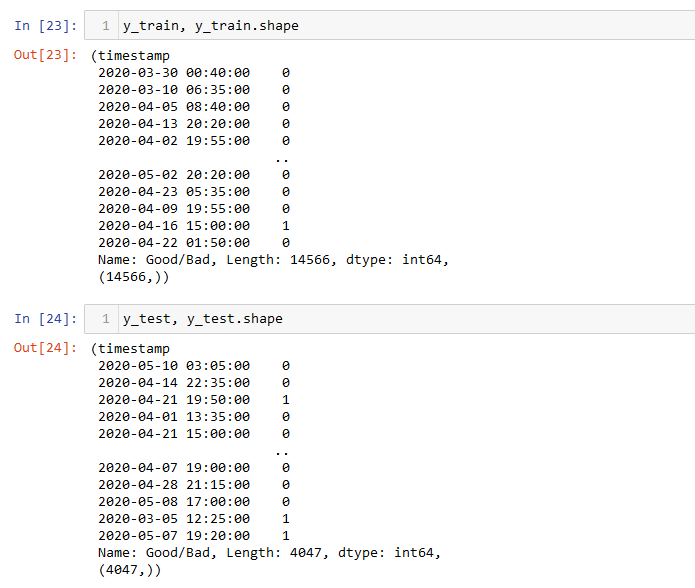 In [23]: 1 y_train, y_train.shape
Out[23]: (timestamp
2020-03-30 00:40:00    0
2020-03-10 06:35:00    0
2020-04-05 08:40:00    0
2020-04-13 20:20:00    0
2020-04-02 19:55:00    0
..
2020-05-02 20:20:00    0
2020-04-23 05:35:00    0
2020-04-09 19:55:00    0
2020-04-16 15:00:00    1
2020-04-22 01:50:00    0
Name: Good/Bad, Length: 14566, dtype: int64,
(14566,))
In [24]: 1 y_test, y_test.shape
Out[24]: (timestamp
2020-05-10 03:05:00    0
2020-04-14 22:35:00    0
2020-04-21 19:50:00    1
2020-04-01 13:35:00    0
2020-04-21 15:00:00    0
..
2020-04-07 19:00:00    0
2020-04-28 21:15:00    0
2020-05-08 17:00:00    0
2020-03-05 12:25:00    1
2020-05-07 19:20:00    1
Name: Good/Bad, Length: 4047, dtype: int64,
(4047,))